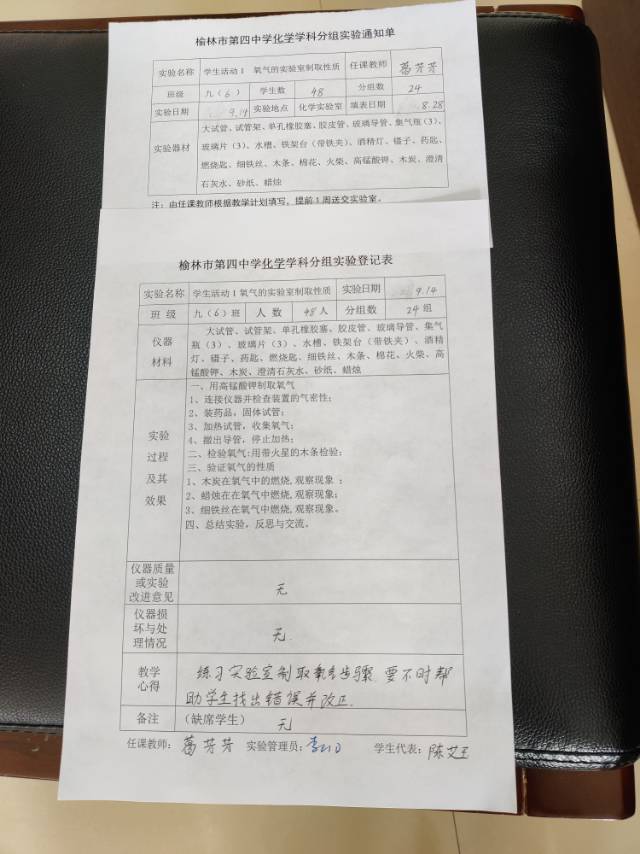 榆林市第四中学化学学科分组实验通知单
实验名称 学生活动1 氧气的实验室制取性质 任课教师 葛芳芳
班级 九（6） 学生数 48 分组数 24
实验日期 9.14 实验地点 化学实验室 填表日期 8.28
实验器材
大试管、试管架、单孔橡胶塞、胶皮管、玻璃导管、集气瓶（3）、
玻璃片（3）、水槽、铁架台（带铁夹）、酒精灯、镊子、药匙、
燃烧匙、细铁丝、木条、棉花、火柴、高锰酸钾、木炭、澄清
石灰水、砂纸、蜡烛
注：由任课教师根据教学计划填写，提前1周送交实验室。
榆林市第四中学化学学科分组实验登记表
实验名称 学生活动1氧气的实验室制取性质 实验日期 9.14
班 级 九（6）班 人 数 48人 分组数 24组
仪器
材料
大试管、试管架、单孔橡胶塞、胶皮管、玻璃导管、集气
瓶（3）、玻璃片（3）、水槽、铁架台（带铁夹）、酒精
灯、镊子、药匙、燃烧匙、细铁丝、木条、棉花、火柴、高
锰酸钾、木炭、澄清石灰水、砂纸、蜡烛
实验
过程
及其
效果
一、用高锰酸钾制取氧气
1、连接仪器并检查装置的气密性；
2、装药品，固体试管；
3、加热试管，收集氧气；
4、撤出导管，停止加热；
二、检验氧气:用带火星的木条检验；
三、验证氧气的性质
1、木炭在氧气中的燃烧,观察现象 ；
2、蜡烛在在氧气中燃烧,观察现象；
3、细铁丝在氧气中燃烧,观察现象。
四、总结实验，反思与交流。
仪器质量
或实验
改进意见
无
仪器损
坏与处
理情况
无.
教学
心得
练习实验室制取氧气步骤 要不时帮
助学生找出错误并改正.
备注 （缺席学生） 无
任课教师： 葛芳芳 实验管理员： 学生代表： 陈艾玉